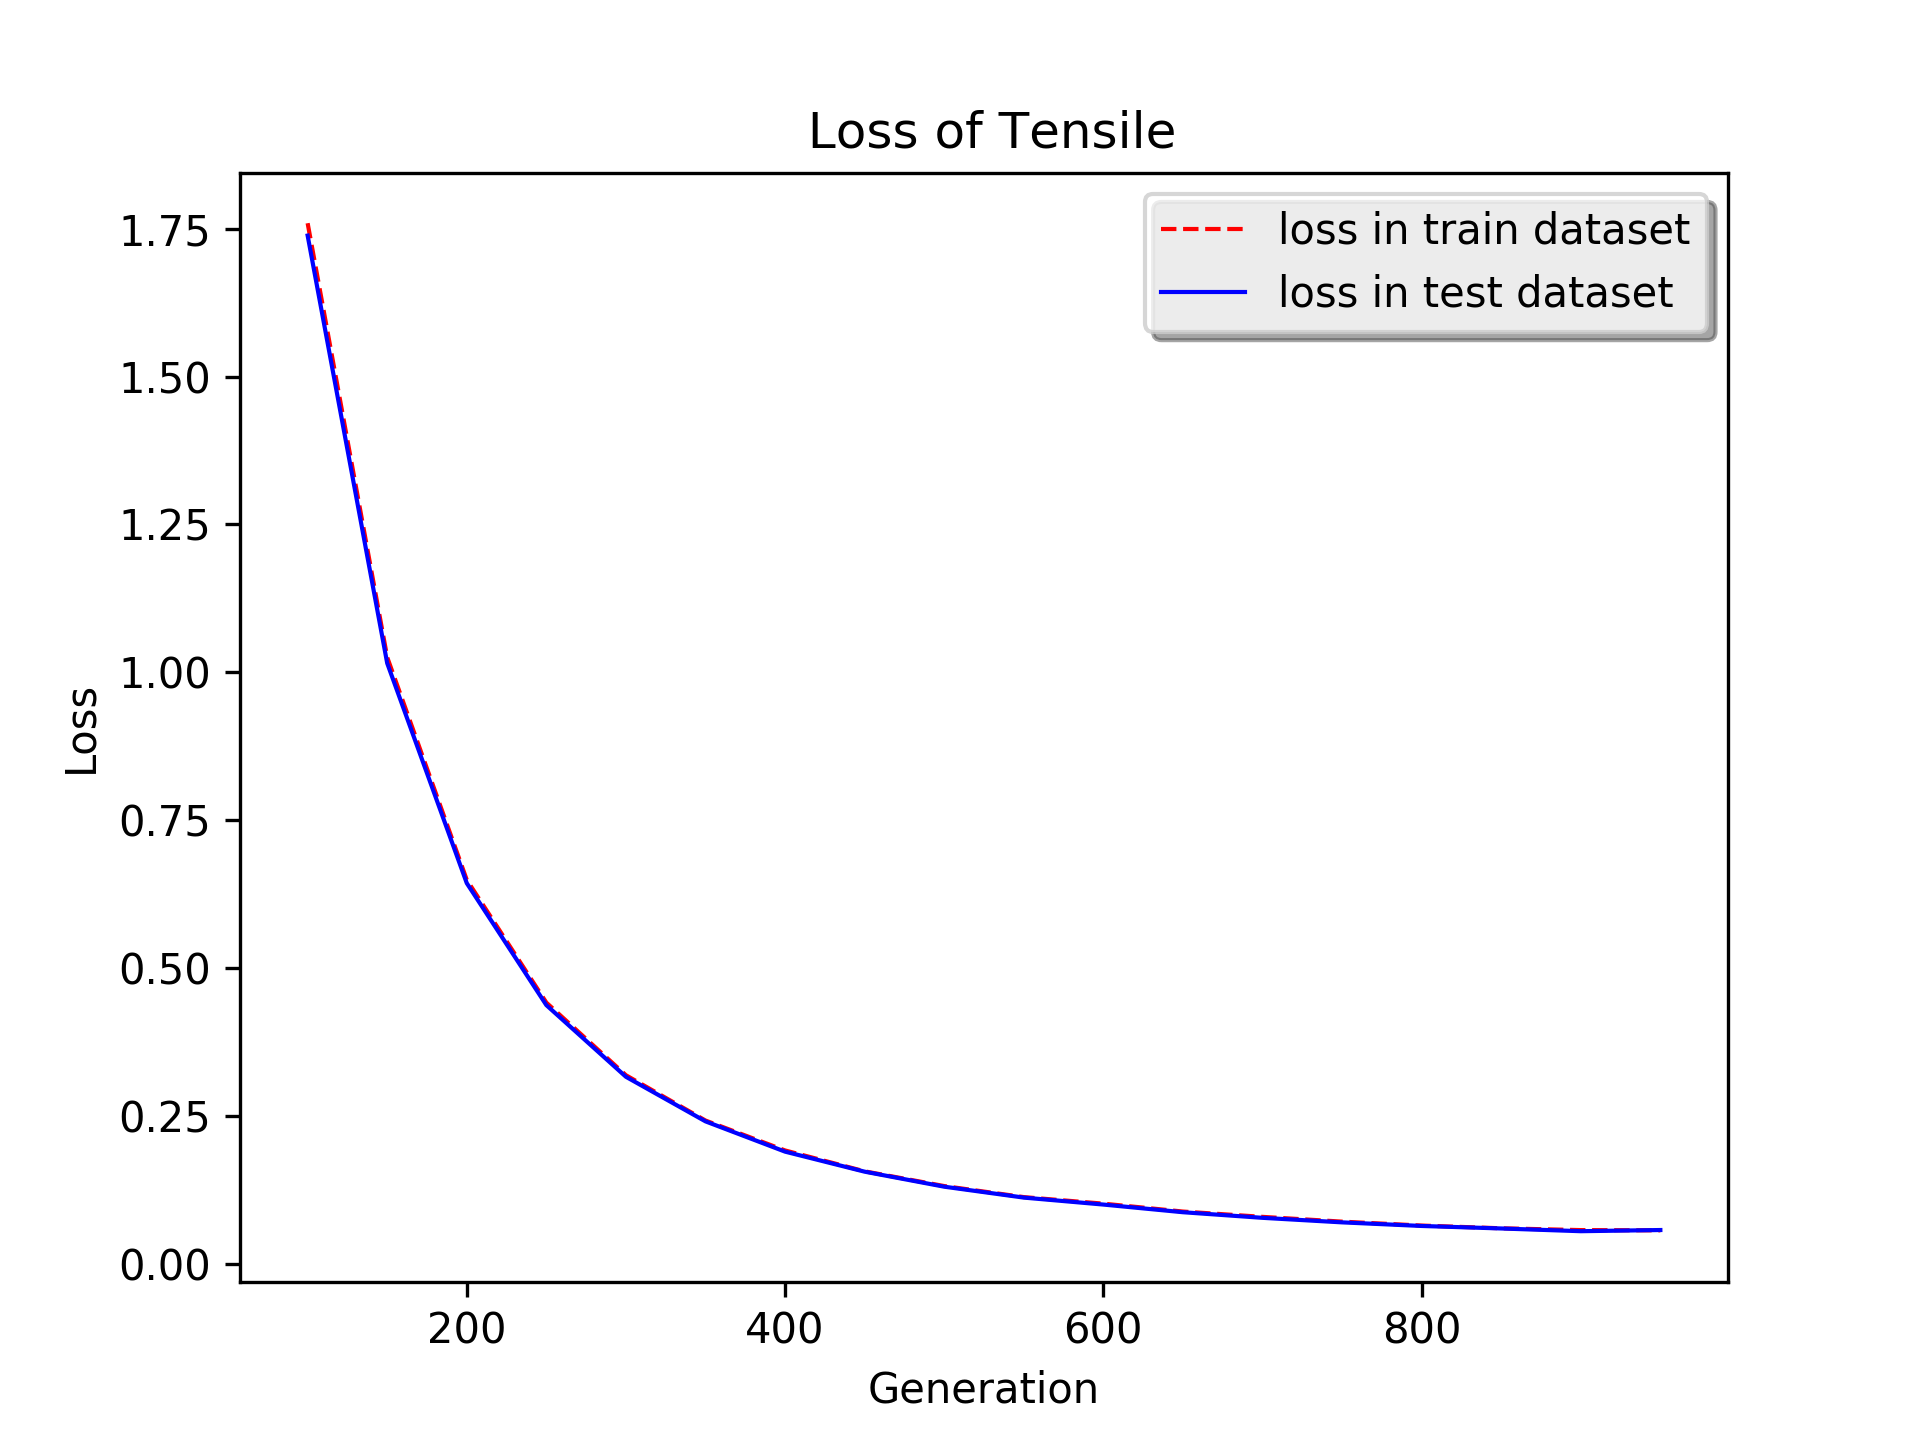 Loss of Tensile
loss in train dataset
loss in test dataset
1.75
1.50
1.25
1.00
0.75
0.50
0.25
0.00
Loss
200 400 600 800
Generation